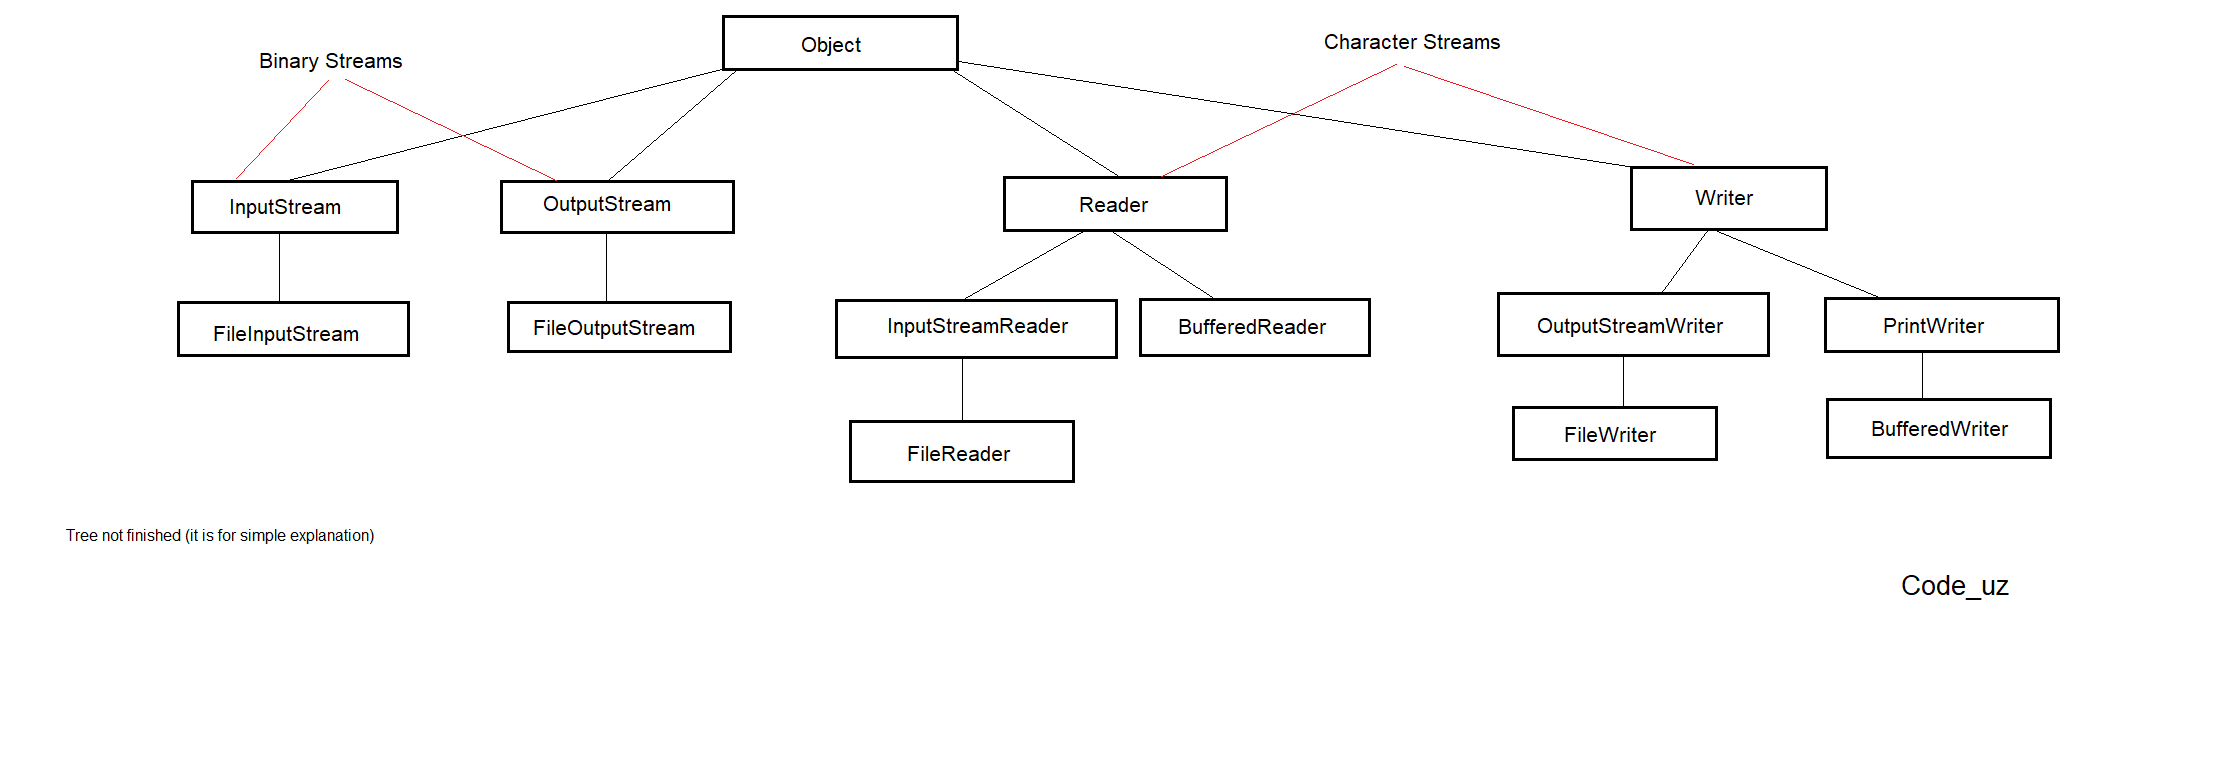 Object
Binary Streams
Character Streams
InputStream
OutputStream
Reader
Writer
FileInputStream
FileOutputStream
InputStreamReader
BufferedReader
OutputStreamWriter
PrintWriter
FileReader
FileWriter
BufferedWriter
Tree not finished (it is for simple explanation)
Code_uz